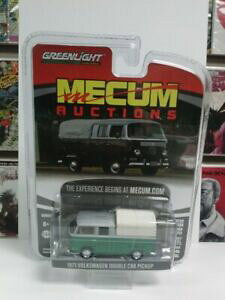 GREENLIGHT
MECUM
AUCTIONS
THE EXPERIENCE BEGINS AT MECUM.COM
1971 VOLKSWAGEN DOUBLE CAB PICKUP